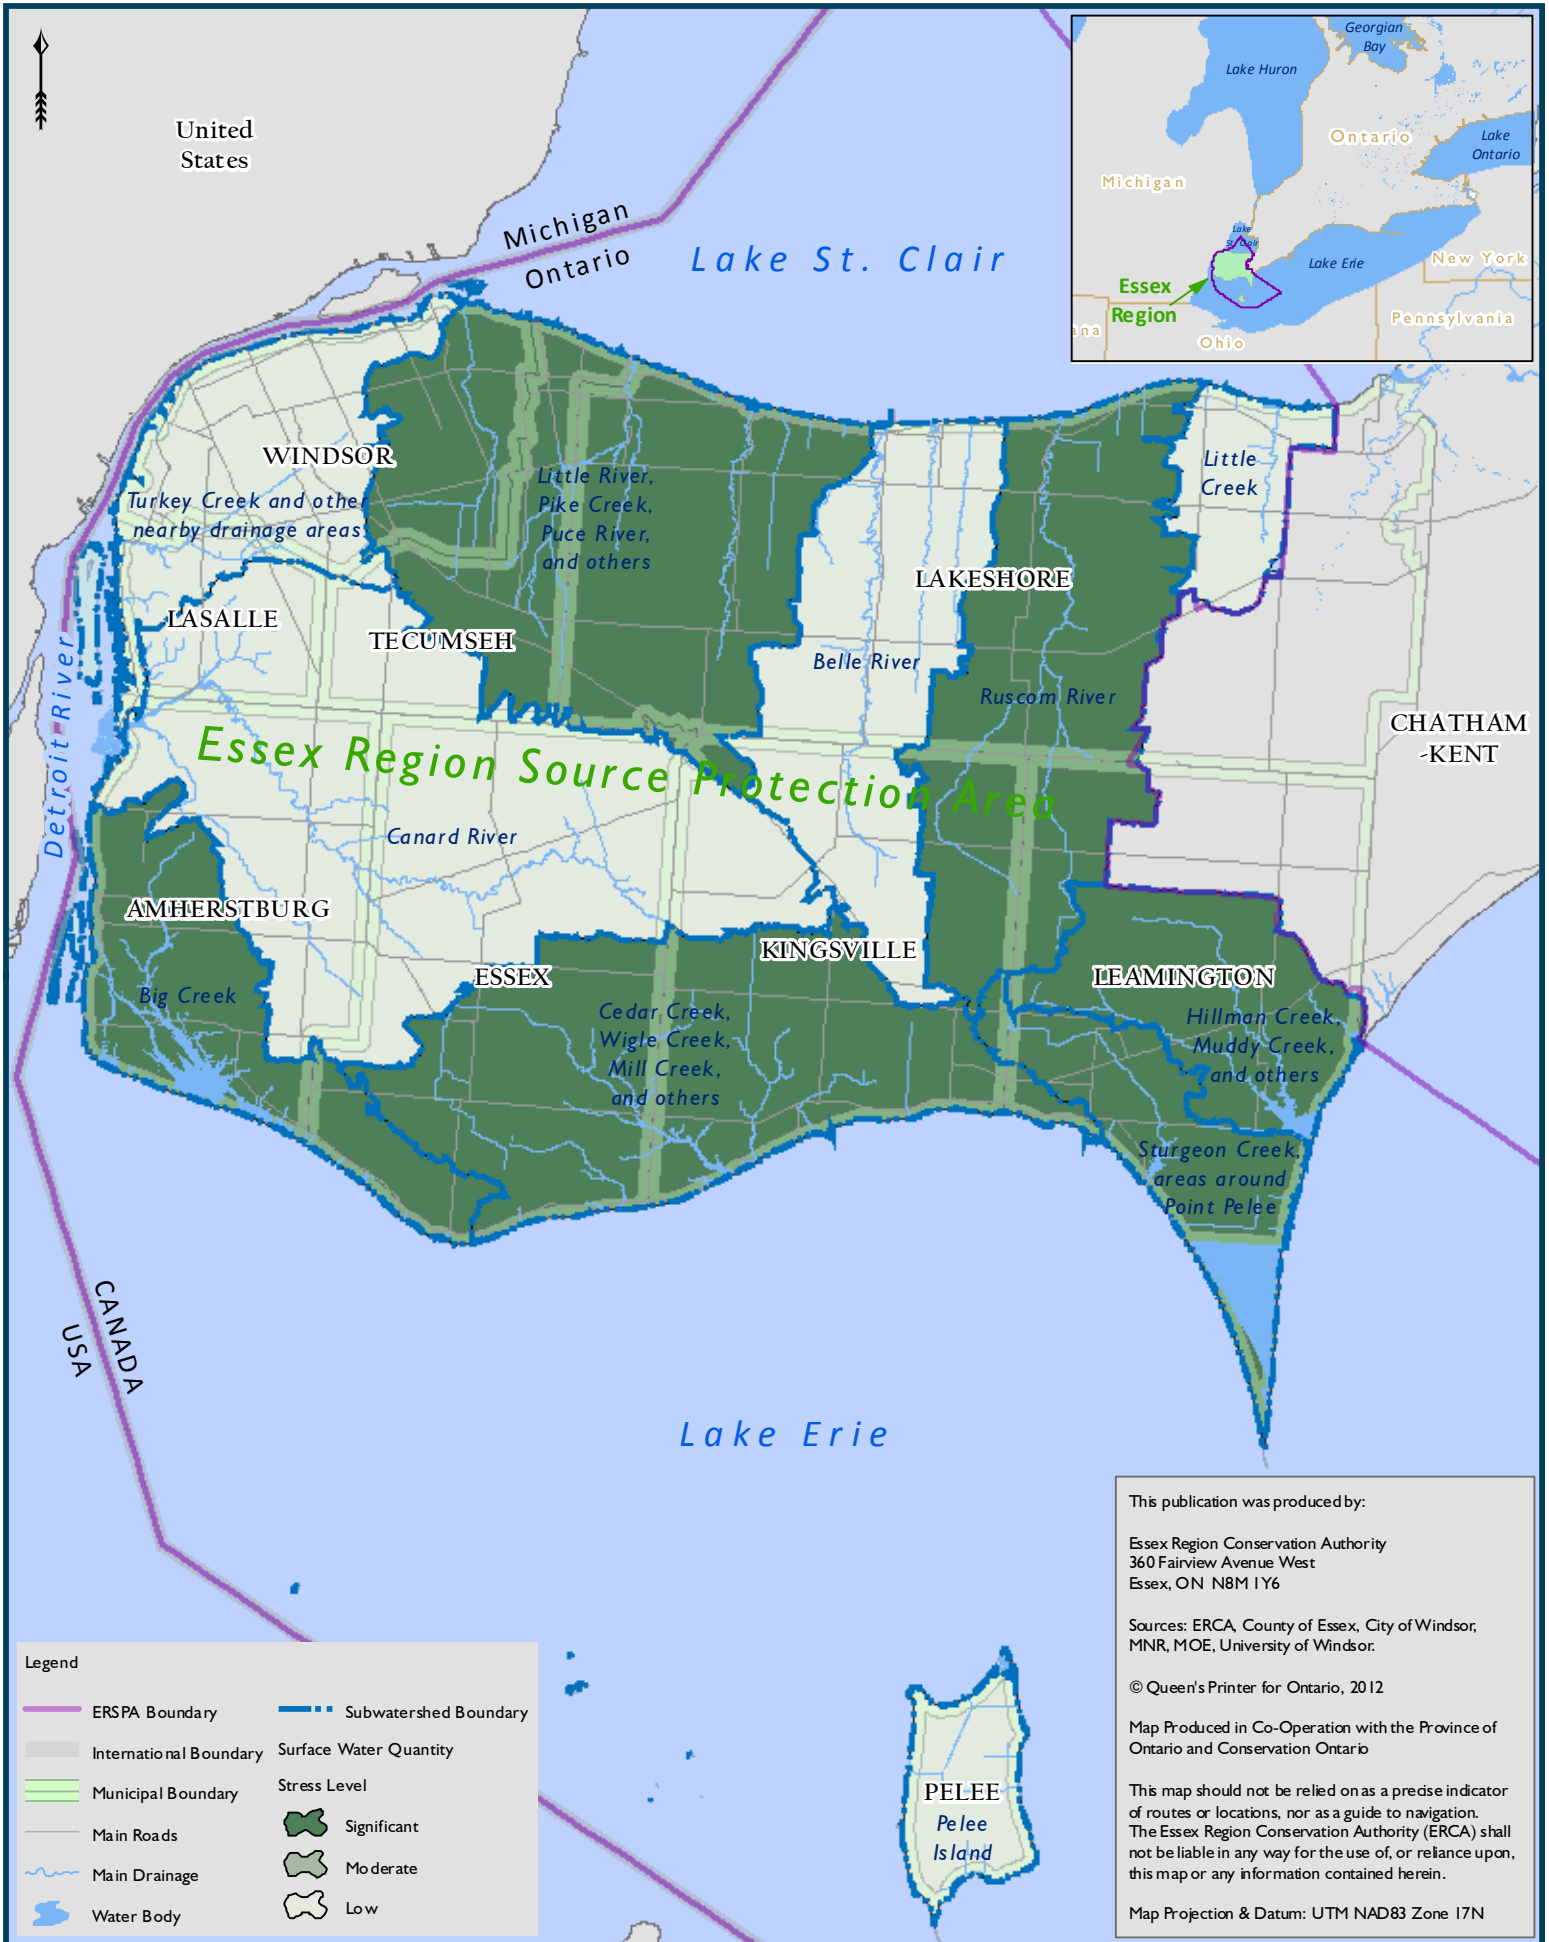 United
States
Michigan
Ontario
Lake St. Clair
Georgian
Bay
Lake Huron
Ontario
Lake
Ontario
Michigan
Lake
St. Clair
Lake Erie
New York
Essex
Region
Pennsylvania
ana
Ohio
WINDSOR
Turkey Creek and other
nearby drainage areas
Little River,
Pike Creek,
Puce River,
and others
Little
Creek
LAKESHORE
LASALLE
TECUMSEH
Belle River
Ruscom River
CHATHAM
-KENT
Detroit River
Essex Region Source Protection Area
Canard River
AMHERSTBURG
KINGSVILLE
ESSEX
LEAMINGTON
Big Creek
Cedar Creek,
Wigle Creek,
Mill Creek,
and others
Hillman Creek,
Muddy Creek,
and others
Sturgeon Creek,
areas around
Point Pelee
CANADA
USA
Lake Erie
PELEE
Pelee
Island
Legend
ERSPA Boundary
International Boundary
Municipal Boundary
Main Roads
Main Drainage
Water Body
Subwatershed Boundary
Surface Water Quantity
Stress Level
Significant
Moderate
Low
This publication was produced by:
Essex Region Conservation Authority
360 Fairview Avenue West
Essex, ON N8M 1Y6
Sources: ERCA, County of Essex, City of Windsor,
MNR, MOE, University of Windsor.
© Queen's Printer for Ontario, 2012
Map Produced in Co-Operation with the Province of
Ontario and Conservation Ontario
This map should not be relied on as a precise indicator
of routes or locations, nor as a guide to navigation.
The Essex Region Conservation Authority (ERCA) shall
not be liable in any way for the use of, or reliance upon,
this map or any information contained herein.
Map Projection & Datum: UTM NAD83 Zone 17N